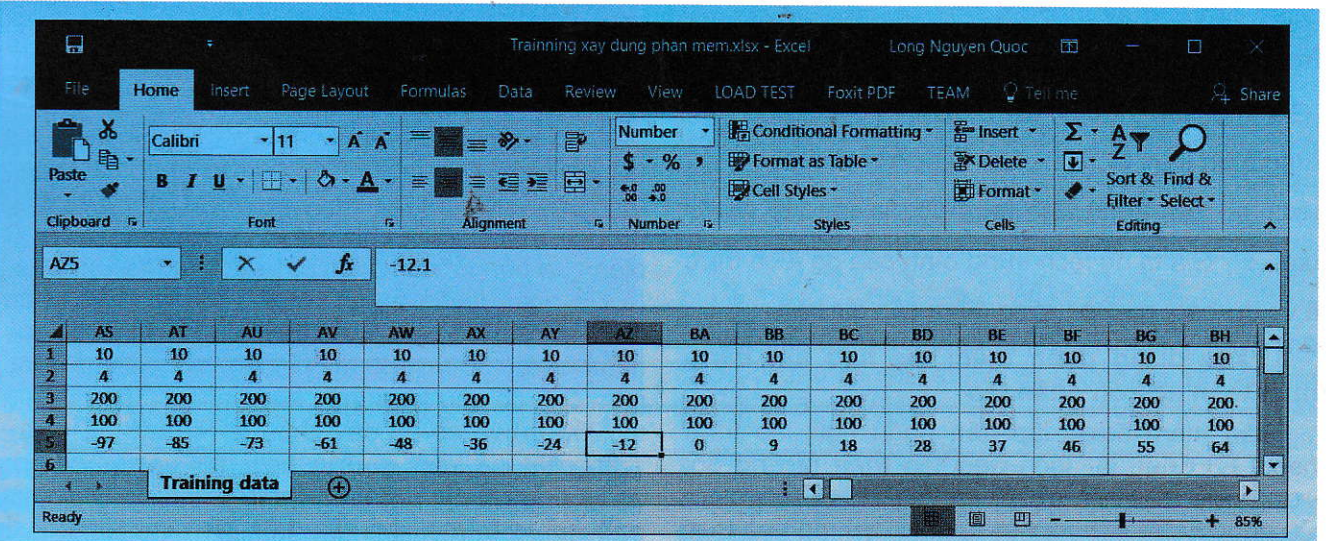 Trainning xay dung phan mem.xlsx - Excel Long Nguyen Quoc
File Home Insert Page Layout Formulas Data Review View LOAD TEST Foxit PDF TEAM Tell me Share
Paste
Clipboard
Calibri 11 A A
B I U A
Font
Alignment
Number
$ % ,
.00 .0
Number
Conditional Formatting
Format as Table
Cell Styles
Styles
Insert
Delete
Format
Cells
Σ
A Z
Sort & Filter
Find & Select
Editing
AZ5 fx -12.1
AS AT AU AV AW AX AY AZ BA BB BC BD BE BF BG BH
1 10 10 10 10 10 10 10 10 10 10 10 10 10 10 10 10
2 4 4 4 4 4 4 4 4 4 4 4 4 4 4 4 4
3 200 200 200 200 200 200 200 200 200 200 200 200 200 200 200 200
4 100 100 100 100 100 100 100 100 100 100 100 100 100 100 100 100
5 -97 -85 -73 -61 -48 -36 -24 -12 0 9 18 28 37 46 55 64
6
Training data
Ready 85%